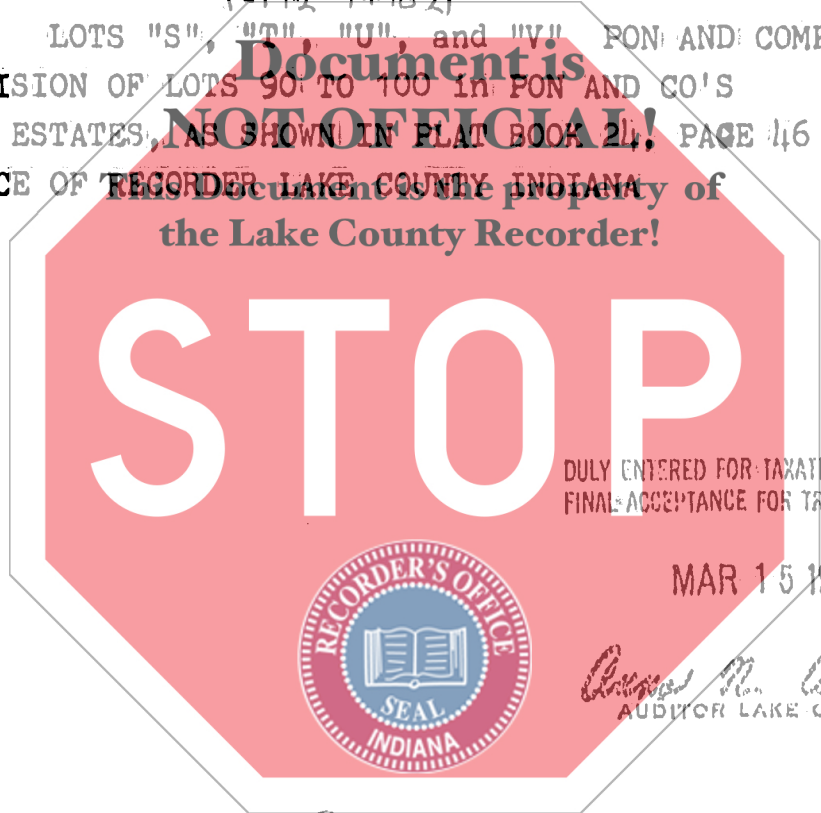 LOTS "S", "T", "U", and "V" PON AND
Document is
ISION OF LOTS 90 TO 100 in PON AND CO'S
NOT OFFICIAL!
ESTATES, AS SHOWN IN PLAT BOOK 24, PAGE 46
This Document is the property of
CE OF RECORDER LAKE COUNTY INDIANA
the Lake County Recorder!
STOP
DULY ENTERED FOR
FINAL ACCEPTANCE FOR
MAR 15
RECORDER'S OFFICE
SEAL
INDIANA
AUDITOR LAKE